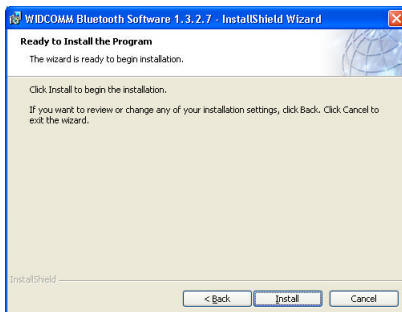 WIDCOMM Bluetooth Software 1.3.2.7 - InstallShield Wizard
Ready to Install the Program
The wizard is ready to begin installation.
Click Install to begin the installation.
If you want to review or change any of your installation settings, click Back. Click Cancel to
exit the wizard.
InstallShield
< Back Install Cancel